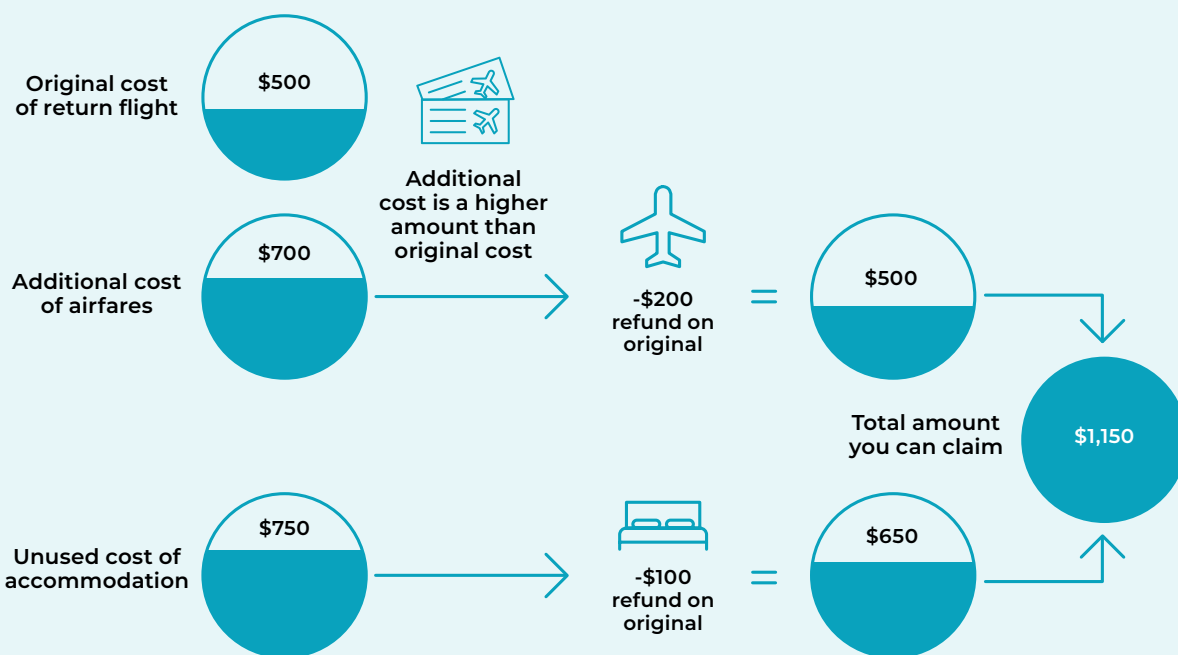 Original cost
of return flight
$500
Additional
cost is a higher
amount than
original cost
Additional cost
of airfares
$700
-$200
refund on
original
=
$500
Total amount
you can claim
$1,150
Unused cost of
accommodation
$750
-$100
refund on
original
=
$650